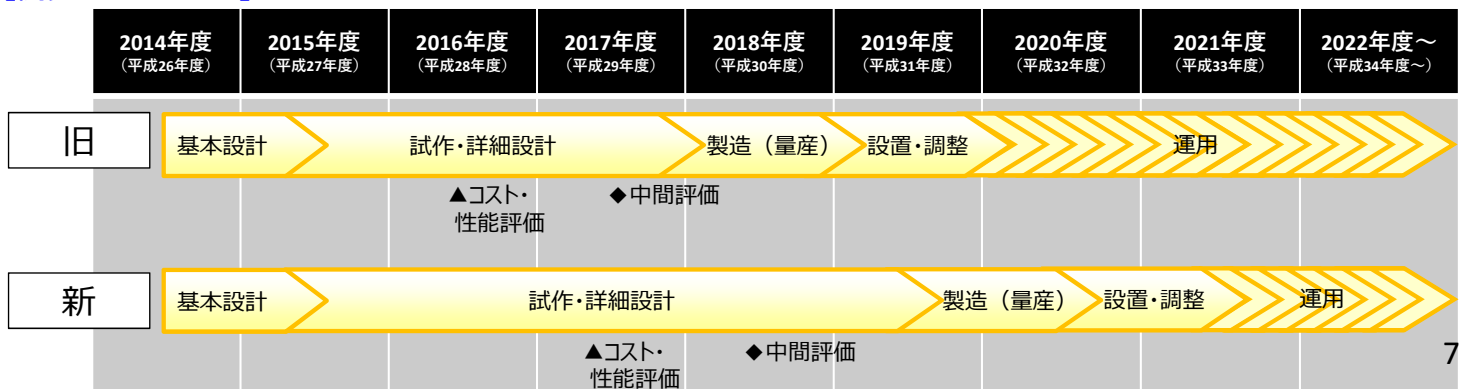 2014年度 2015年度 2016年度 2017年度 2018年度 2019年度 2020年度 2021年度 2022年度～
（平成26年度） （平成27年度） （平成28年度） （平成29年度） （平成30年度） （平成31年度） （平成32年度） （平成33年度） （平成34年度～）
旧 基本設計 試作・詳細設計 製造（量産） 設置・調整 運用
▲コスト・ ◆中間評価
性能評価
新 基本設計 試作・詳細設計 製造（量産） 設置・調整 運用
▲コスト・ ◆中間評価
性能評価
7